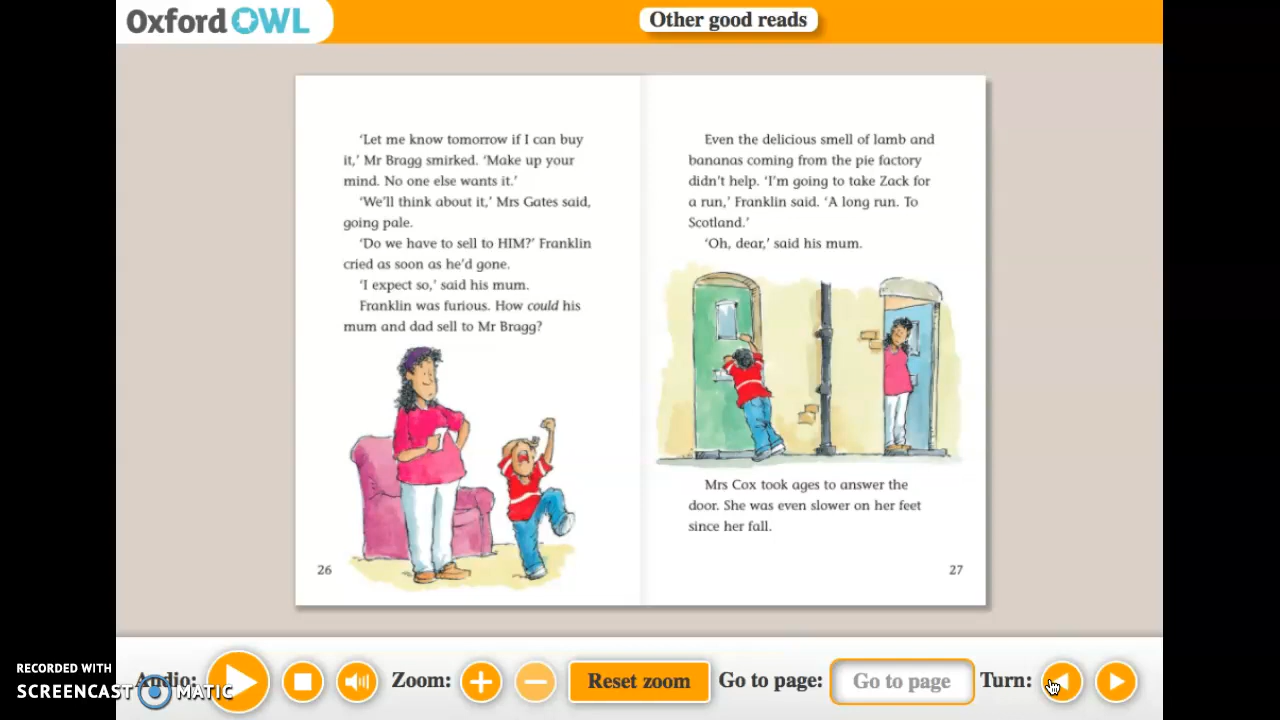 Oxford OWL
Other good reads
‘Let me know tomorrow if I can buy
it,’ Mr Bragg smirked. ‘Make up your
mind. No one else wants it.’
‘We’ll think about it,’ Mrs Gates said,
going pale.
‘Do we have to sell to HIM?’ Franklin
cried as soon as he’d gone.
‘I expect so,’ said his mum.
Franklin was furious. How could his
mum and dad sell to Mr Bragg?
26
Even the delicious smell of lamb and
bananas coming from the pie factory
didn’t help. ‘I’m going to take Zack for
a run,’ Franklin said. ‘A long run. To
Scotland.’
‘Oh, dear,’ said his mum.
Mrs Cox took ages to answer the
door. She was even slower on her feet
since her fall.
27
Audio:
Zoom:
Reset zoom
Go to page:
Go to page
Turn:
RECORDED WITH
SCREENCAST MATIC